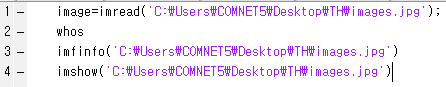 1 – image=imread('C:₩Users₩COMNET5₩Desktop₩TH₩images.jpg');
2 – whos
3 – imfinfo('C:₩Users₩COMNET5₩Desktop₩TH₩images.jpg')
4 – imshow('C:₩Users₩COMNET5₩Desktop₩TH₩images.jpg')